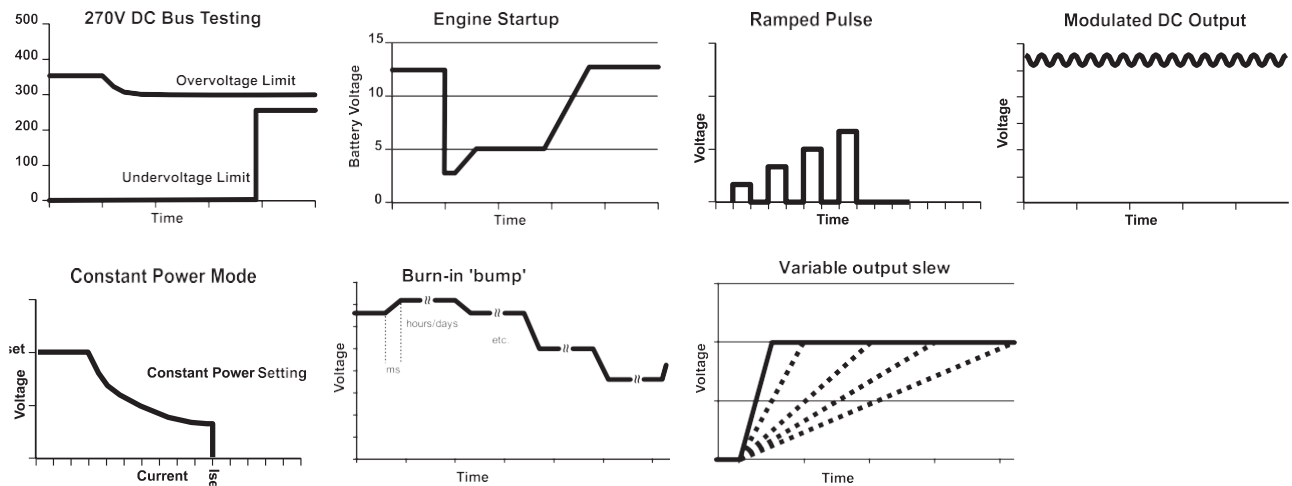 270V DC Bus Testing
500
400
300
200
100
0
Overvoltage Limit
Undervoltage Limit
Time
Engine Startup
Battery Voltage
15
10
5
0
Time
Ramped Pulse
Voltage
Time
Modulated DC Output
Voltage
Time
Constant Power Mode
set
Voltage
Constant Power Setting
Current
Ise
Burn-in 'bump'
Voltage
hours/days
ms
etc.
Time
Variable output slew
Voltage
Time